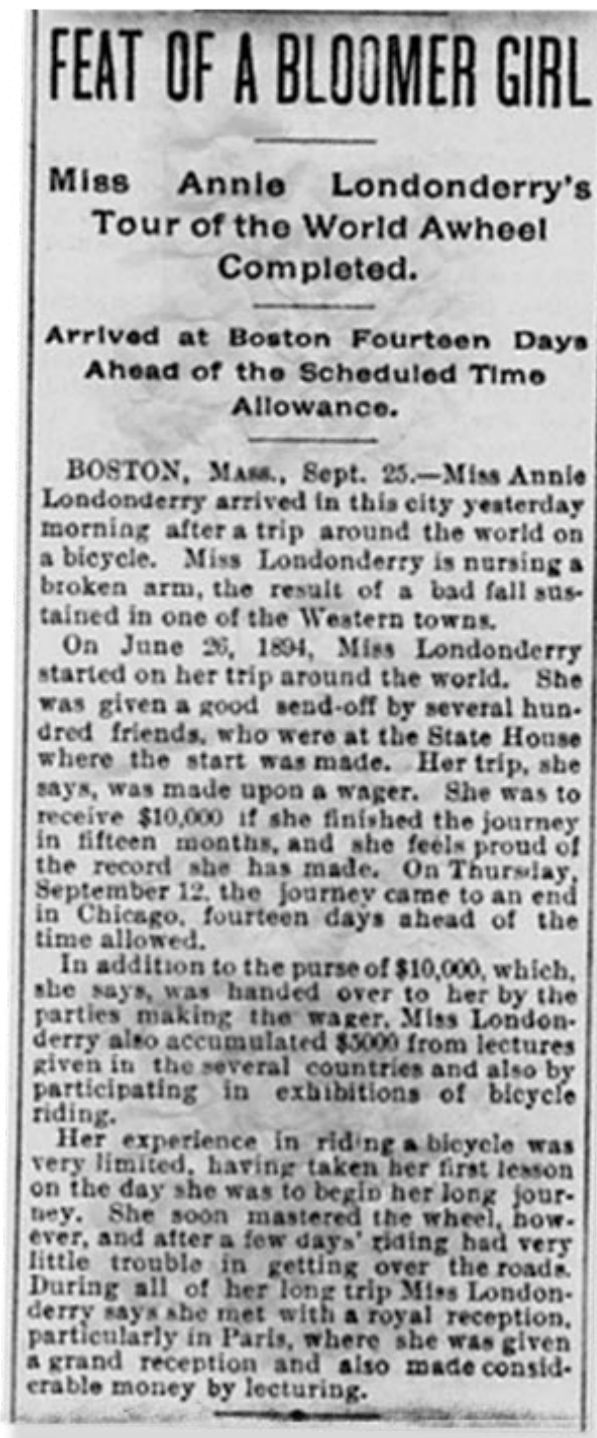 FEAT OF A BLOOMER GIRL
Miss Annie Londonderry's
Tour of the World Awheel
Completed.
Arrived at Boston Fourteen Days
Ahead of the Scheduled Time
Allowance.
BOSTON, MASS., Sept. 25.—Miss Annie
Londonderry arrived in this city yesterday
morning after a trip around the world on
a bicycle. Miss Londonderry is nursing a
broken arm, the result of a bad fall sus-
tained in one of the Western towns.
On June 26, 1894, Miss Londonderry
started on her trip around the world. She
was given a good send-off by several hun-
dred friends, who were at the State House
where the start was made. Her trip, she
says, was made upon a wager. She was to
receive $10,000 if she finished the journey
in fifteen months, and she feels proud of
the record she has made. On Thursday,
September 12, the journey came to an end
in Chicago, fourteen days ahead of the
time allowed.
In addition to the purse of $10,000, which,
she says, was handed over to her by the
parties making the wager, Miss London-
derry also accumulated $5000 from lectures
given in the several countries and also by
participating in exhibitions of bicycle
riding.
Her experience in riding a bicycle was
very limited, having taken her first lesson
on the day she was to begin her long jour-
ney. She soon mastered the wheel, how-
ever, and after a few days' riding had very
little trouble in getting over the roads.
During all of her long trip Miss London-
derry says she met with a royal reception,
particularly in Paris, where she was given
a grand reception and also made consid-
erable money by lecturing.